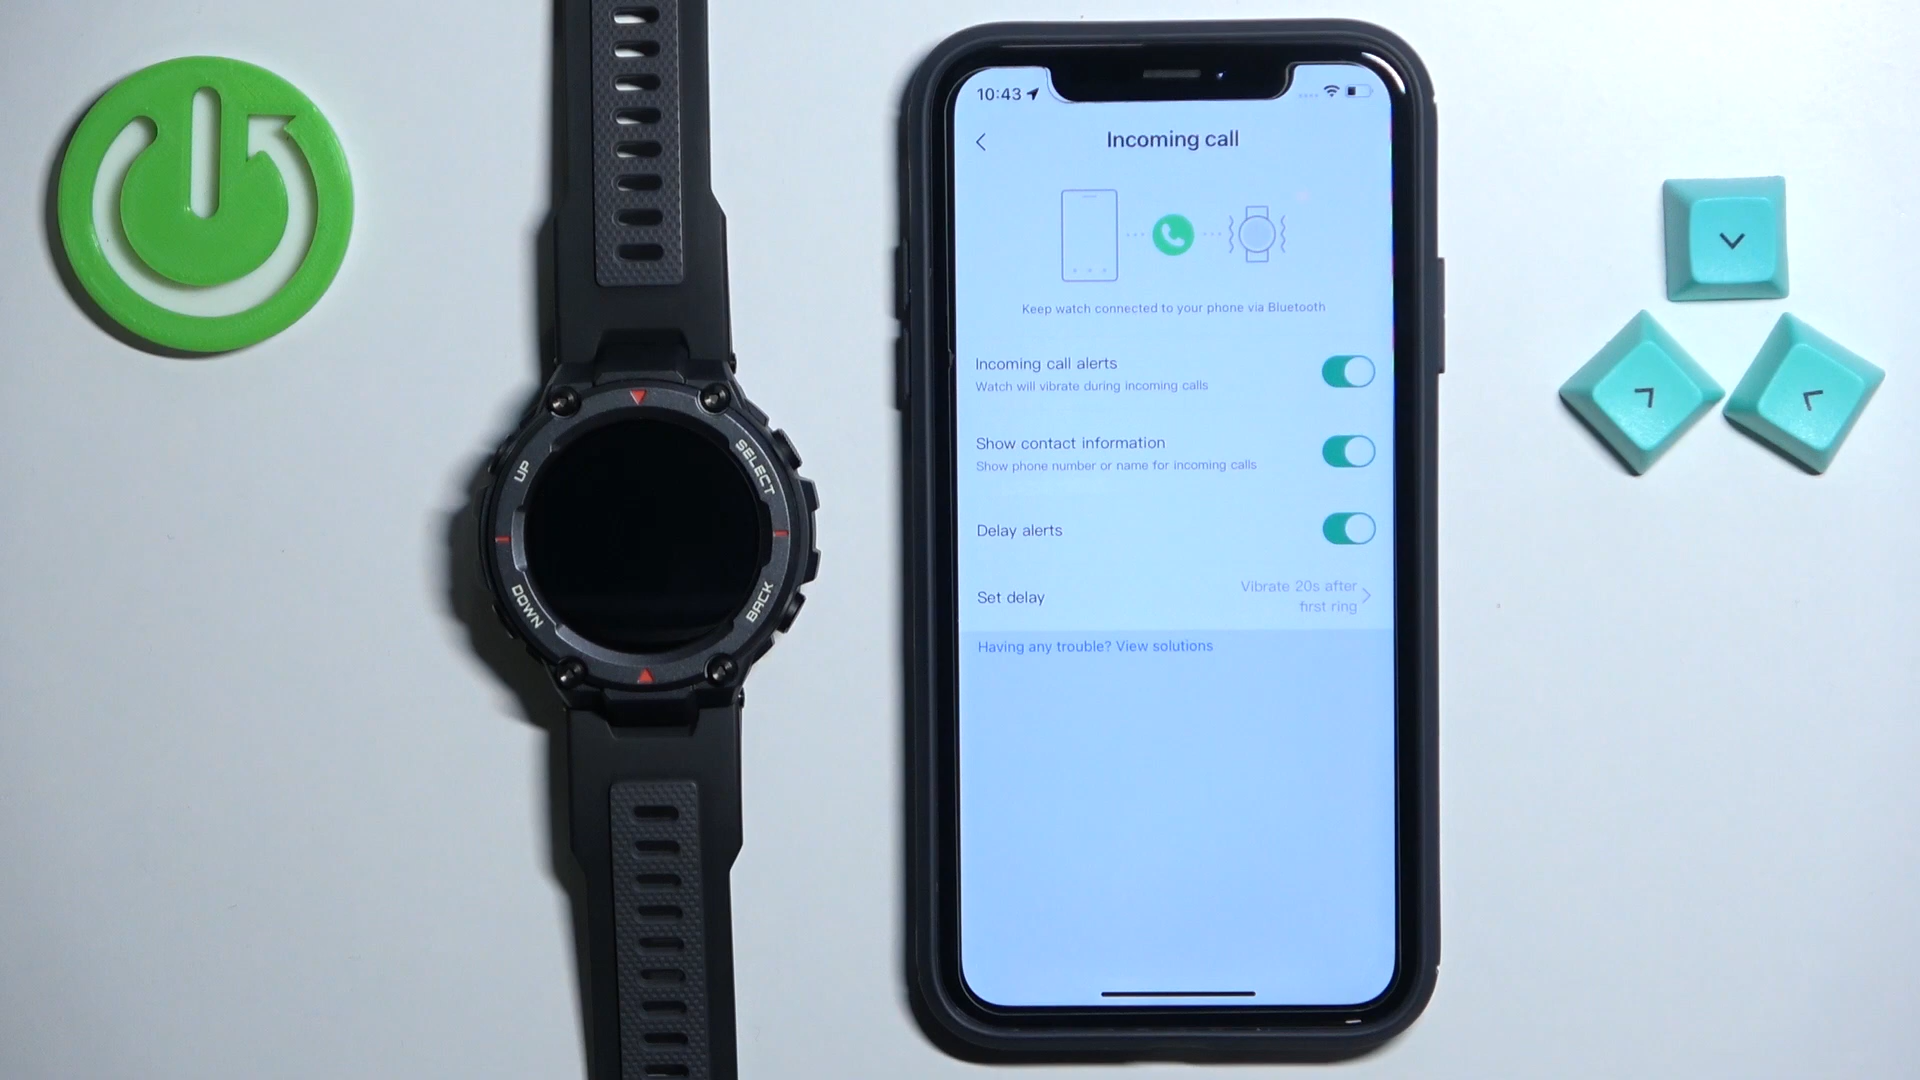 10:43
Incoming call
Keep watch connected to your phone via Bluetooth
Incoming call alerts
Watch will vibrate during incoming calls
Show contact information
Show phone number or name for incoming calls
Delay alerts
Set delay
Vibrate 20s after
first ring
Having any trouble? View solutions
UP
SELECT
DOWN
BACK